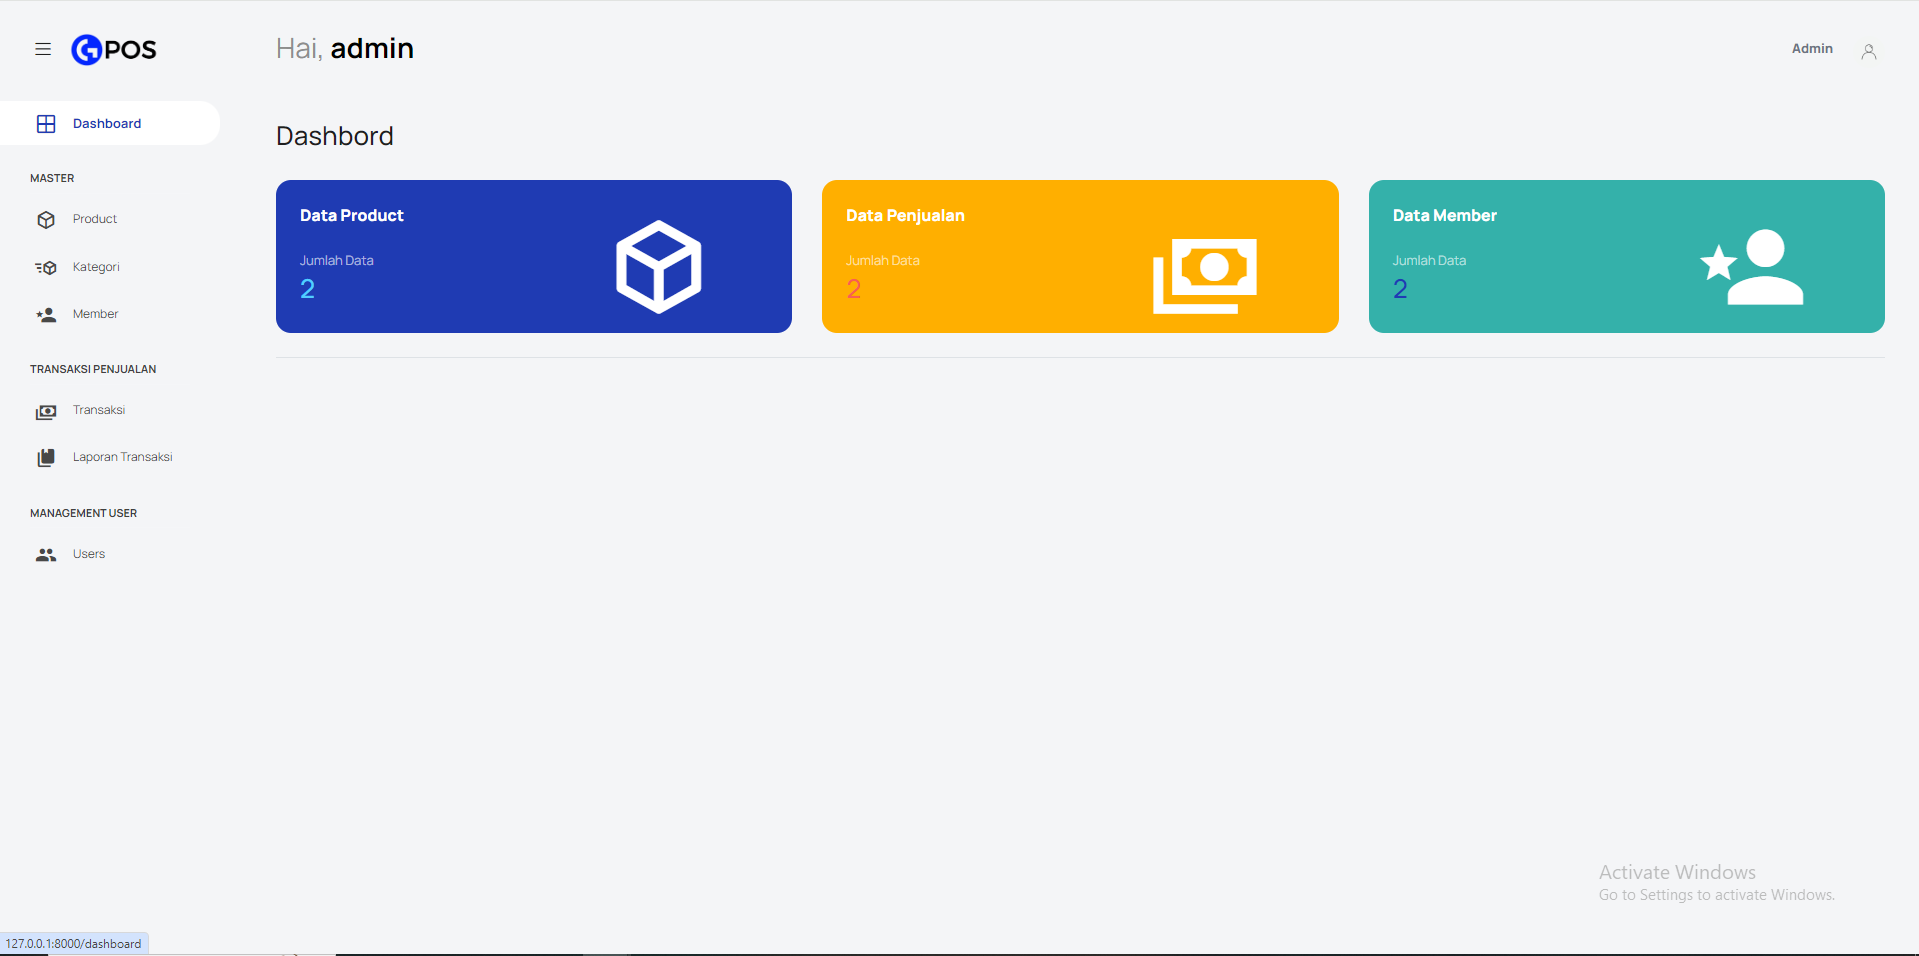 GPOS
Hai, admin
Admin
Dashboard
MASTER
Product
Kategori
Member
TRANSAKSI PENJUALAN
Transaksi
Laporan Transaksi
MANAGEMENT USER
Users
Dashbord
Data Product
Jumlah Data
2
Data Penjualan
Jumlah Data
2
Data Member
Jumlah Data
2
Activate Windows
Go to Settings to activate Windows.
127.0.0.1:8000/dashboard